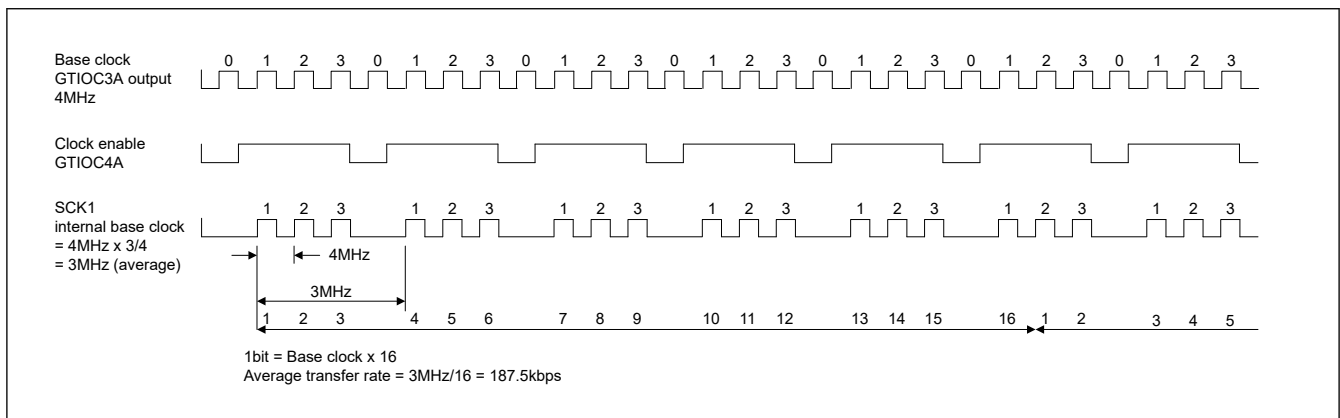 Base clock
GTIOC3A output
4MHz
0 1 2 3 0 1 2 3 0 1 2 3 0 1 2 3 0 1 2 3 0 1 2 3 0 1 2 3
Clock enable
GTIOC4A
SCK1
internal base clock
= 4MHz x 3/4
= 3MHz (average)
1 2 3 1 2 3 1 2 3 1 2 3 1 2 3 1 2 3 1 2 3
4MHz
3MHz
1 2 3 4 5 6 7 8 9 10 11 12 13 14 15 16 1 2 3 4 5
1bit = Base clock x 16
Average transfer rate = 3MHz/16 = 187.5kbps